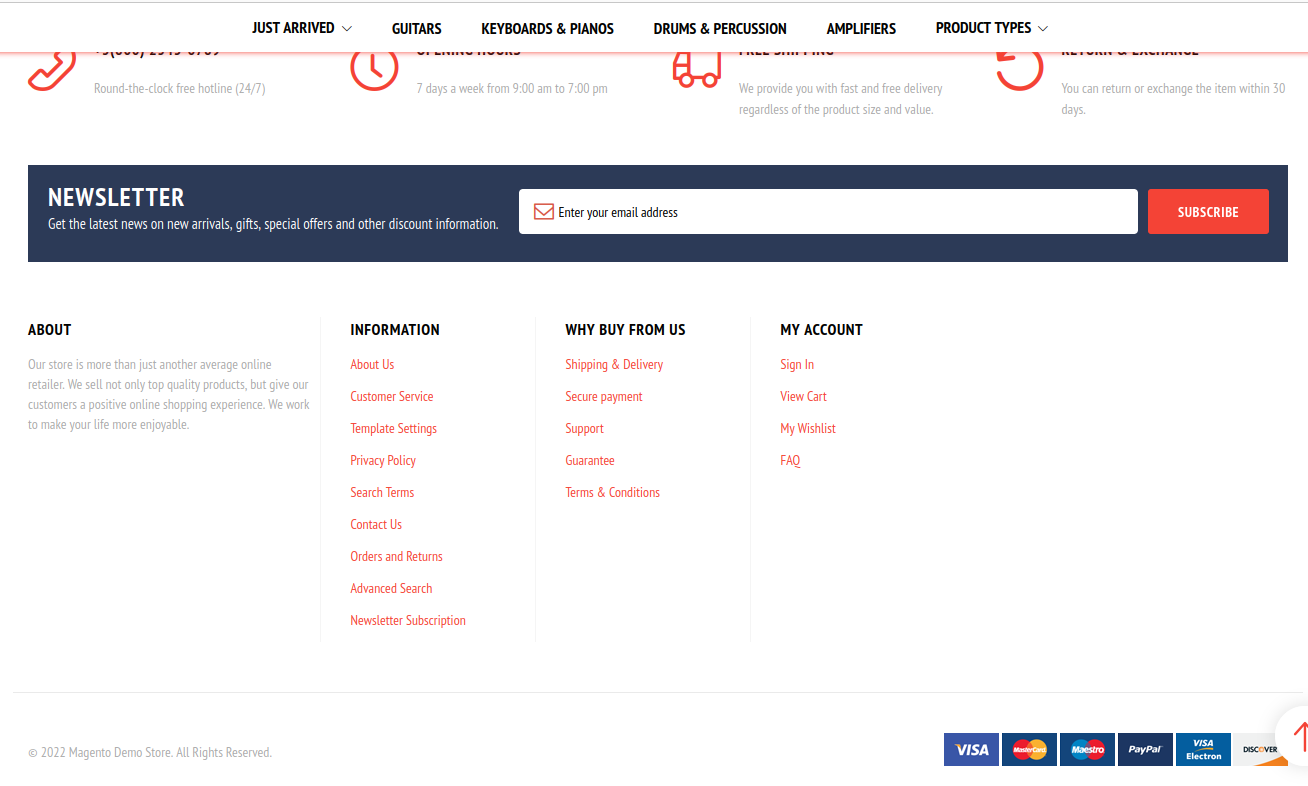 JUST ARRIVED GUITARS KEYBOARDS & PIANOS DRUMS & PERCUSSION AMPLIFIERS PRODUCT TYPES
OPENING HOURS FREE SHIPPING RETURN & EXCHANGE
Round-the-clock free hotline (24/7)
7 days a week from 9:00 am to 7:00 pm
We provide you with fast and free delivery
regardless of the product size and value.
You can return or exchange the item within 30
days.
NEWSLETTER
Get the latest news on new arrivals, gifts, special offers and other discount information.
Enter your email address
SUBSCRIBE
ABOUT
Our store is more than just another average online
retailer. We sell not only top quality products, but give our
customers a positive online shopping experience. We work
to make your life more enjoyable.
INFORMATION
About Us
Customer Service
Template Settings
Privacy Policy
Search Terms
Contact Us
Orders and Returns
Advanced Search
Newsletter Subscription
WHY BUY FROM US
Shipping & Delivery
Secure payment
Support
Guarantee
Terms & Conditions
MY ACCOUNT
Sign In
View Cart
My Wishlist
FAQ
© 2022 Magento Demo Store. All Rights Reserved.
VISA MasterCard Maestro PayPal VISA Electron DISCOVER